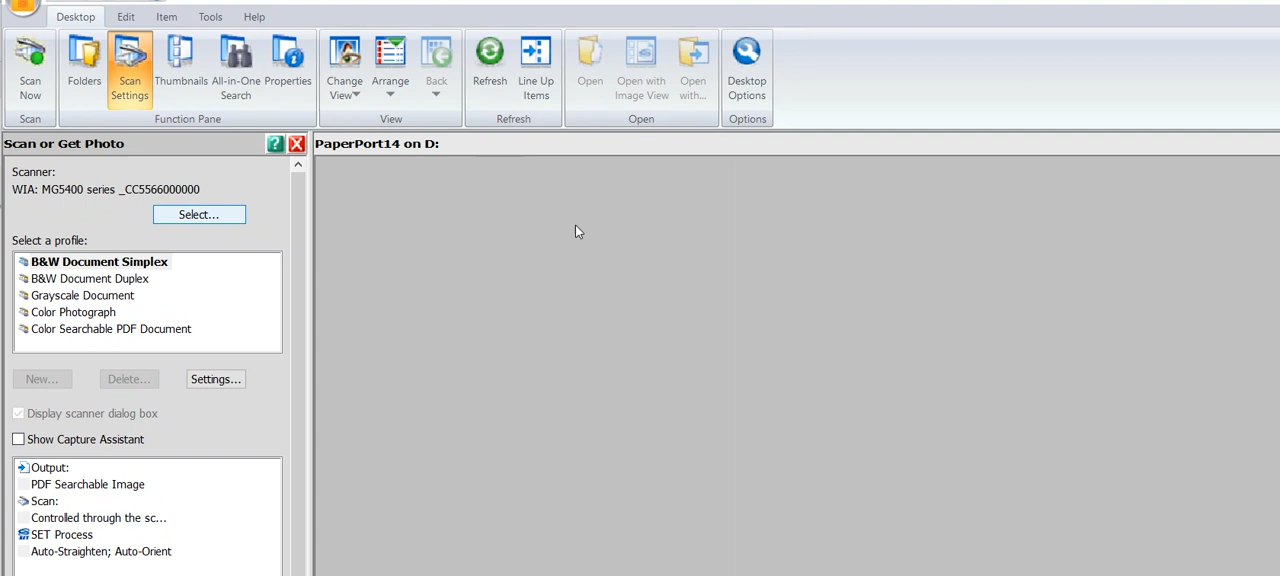 Desktop Edit Item Tools Help
Scan Now Folders Scan Settings Thumbnails All-in-One Search Properties Change View Arrange Back Refresh Line Up Items Open Open with Image View Open with... Desktop Options
Scan Function Pane View Refresh Open Options
Scan or Get Photo PaperPort14 on D:
Scanner:
WIA: MG5400 series _CC5566000000
Select...
Select a profile:
B&W Document Simplex
B&W Document Duplex
Grayscale Document
Color Photograph
Color Searchable PDF Document
New... Delete... Settings...
Display scanner dialog box
Show Capture Assistant
Output:
PDF Searchable Image
Scan:
Controlled through the sc...
SET Process
Auto-Straighten; Auto-Orient